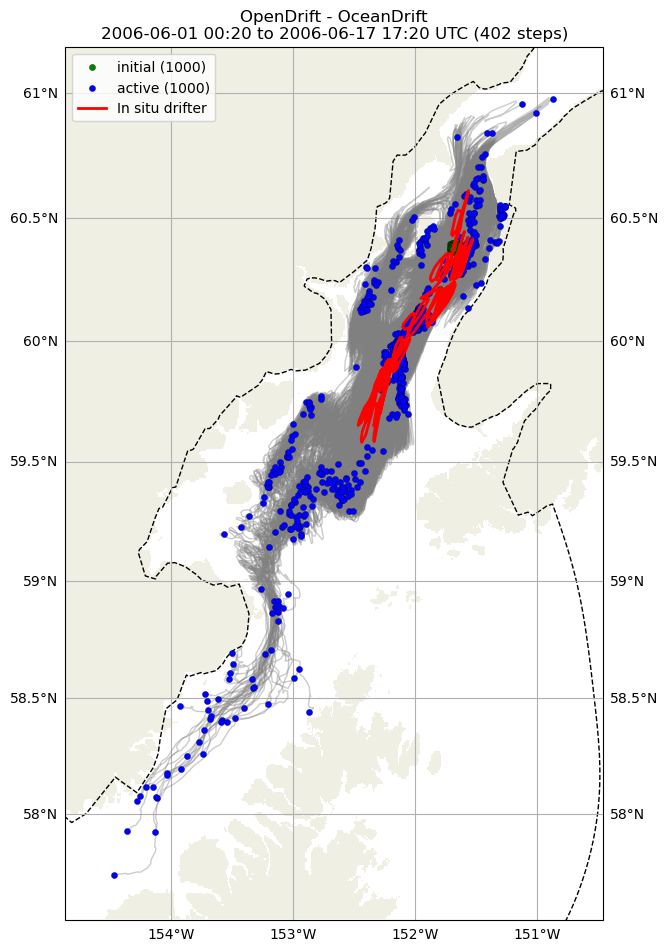 OpenDrift - OceanDrift
2006-06-01 00:20 to 2006-06-17 17:20 UTC (402 steps)
initial (1000)
active (1000)
In situ drifter
61°N
61°N
60.5°N
60.5°N
60°N
60°N
59.5°N
59.5°N
59°N
59°N
58.5°N
58.5°N
58°N
58°N
154°W
153°W
152°W
151°W